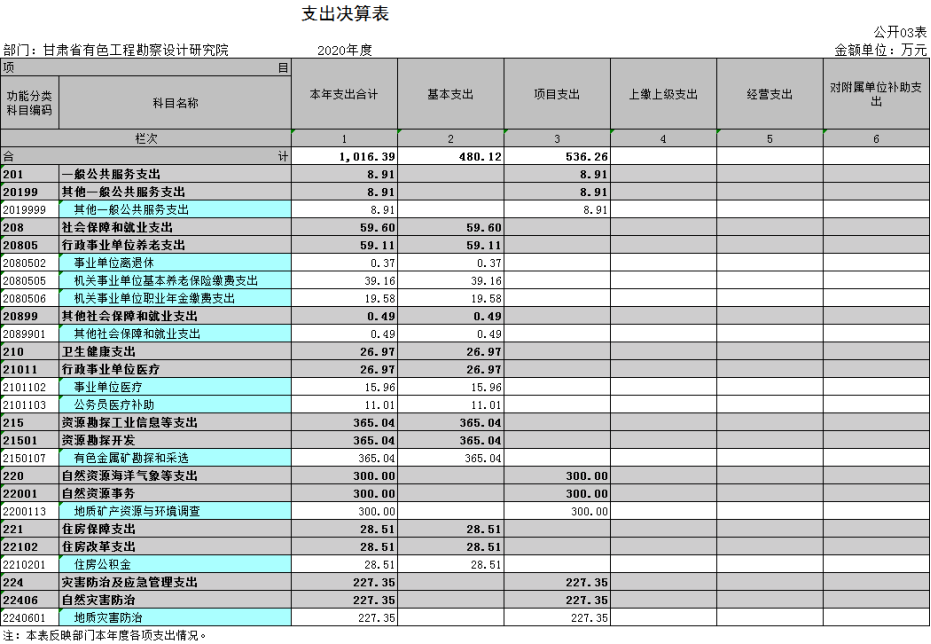 支出决算表
公开03表
部门：甘肃省有色工程勘察设计研究院 2020年度 金额单位：万元
项 目 本年支出合计 基本支出 项目支出 上缴上级支出 经营支出 对附属单位补助支出
功能分类科目编码 科目名称
栏次 1 2 3 4 5 6
合 计 1,016.39 480.12 536.26
201 一般公共服务支出 8.91 8.91
20199 其他一般公共服务支出 8.91 8.91
2019999 其他一般公共服务支出 8.91 8.91
208 社会保障和就业支出 59.60 59.60
20805 行政事业单位养老支出 59.11 59.11
2080502 事业单位离退休 0.37 0.37
2080505 机关事业单位基本养老保险缴费支出 39.16 39.16
2080506 机关事业单位职业年金缴费支出 19.58 19.58
20899 其他社会保障和就业支出 0.49 0.49
2089901 其他社会保障和就业支出 0.49 0.49
210 卫生健康支出 26.97 26.97
21011 行政事业单位医疗 26.97 26.97
2101102 事业单位医疗 15.96 15.96
2101103 公务员医疗补助 11.01 11.01
215 资源勘探工业信息等支出 365.04 365.04
21501 资源勘探开发 365.04 365.04
2150107 有色金属矿勘探和采选 365.04 365.04
220 自然资源海洋气象等支出 300.00 300.00
22001 自然资源事务 300.00 300.00
2200113 地质矿产资源与环境调查 300.00 300.00
221 住房保障支出 28.51 28.51
22102 住房改革支出 28.51 28.51
2210201 住房公积金 28.51 28.51
224 灾害防治及应急管理支出 227.35 227.35
22406 自然灾害防治 227.35 227.35
2240601 地质灾害防治 227.35 227.35
注：本表反映部门本年度各项支出情况。